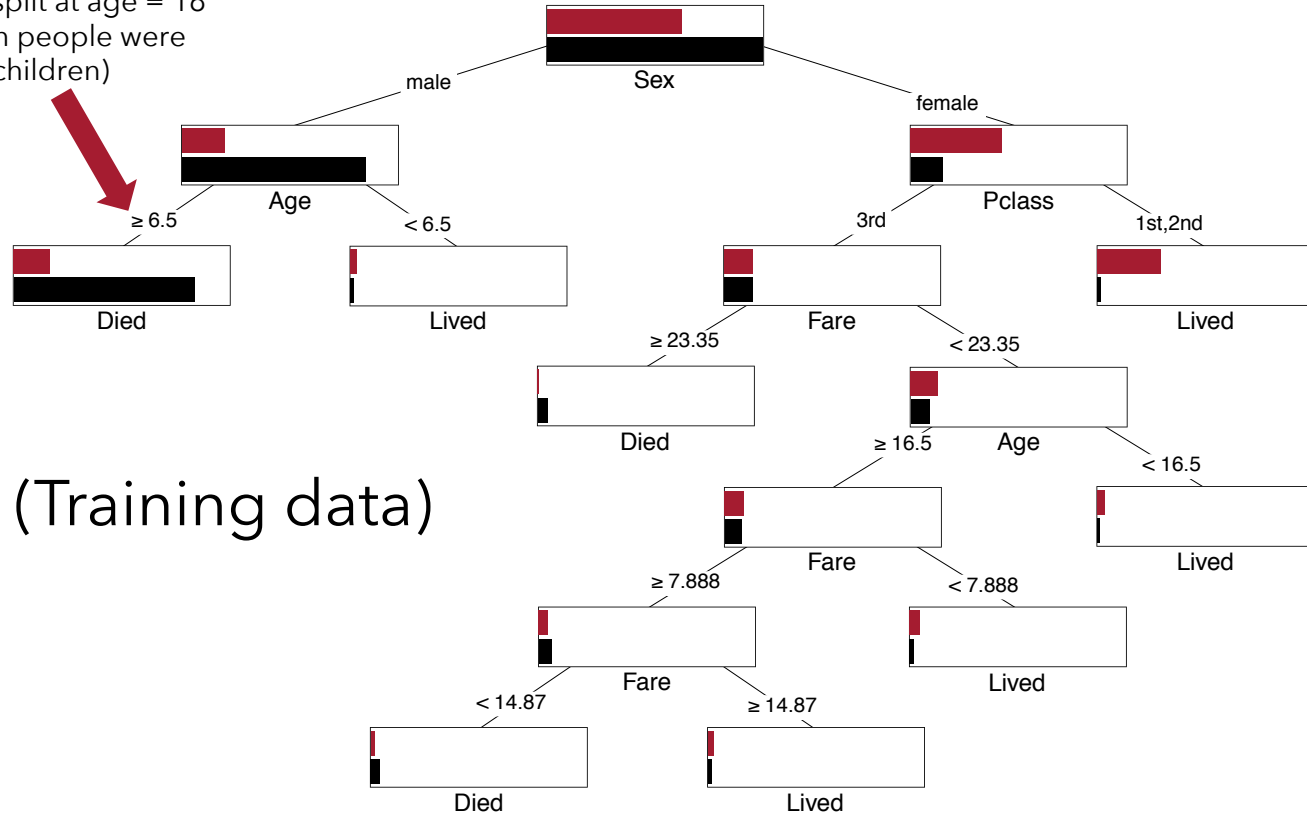 split at age = 16
n people were
children)
Sex
male
female
Age
Pclass
≥ 6.5
< 6.5
3rd
1st,2nd
Died
Lived
Fare
Lived
≥ 23.35
< 23.35
Died
Age
≥ 16.5
< 16.5
(Training data)
Fare
Lived
≥ 7.888
< 7.888
Fare
Lived
< 14.87
≥ 14.87
Died
Lived